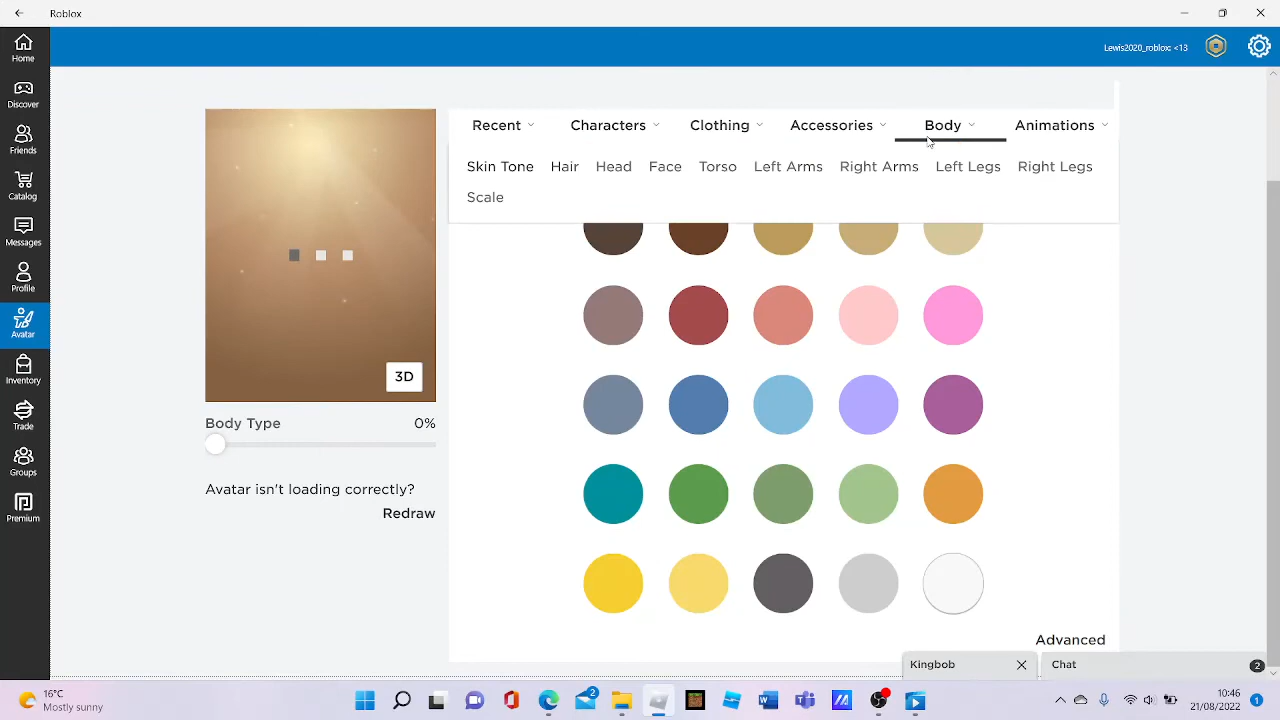 Roblox
Lewis2020_roblox: <13
Home
Discover
Friends
Catalog
Messages
Profile
Avatar
Inventory
Trade
Groups
Premium
Recent Characters Clothing Accessories Body Animations
Skin Tone Hair Head Face Torso Left Arms Right Arms Left Legs Right Legs
Scale
3D
Body Type 0%
Avatar isn't loading correctly?
Redraw
Advanced
Kingbob
Chat 2
16°C
Mostly sunny
2
10:46
21/08/2022
1